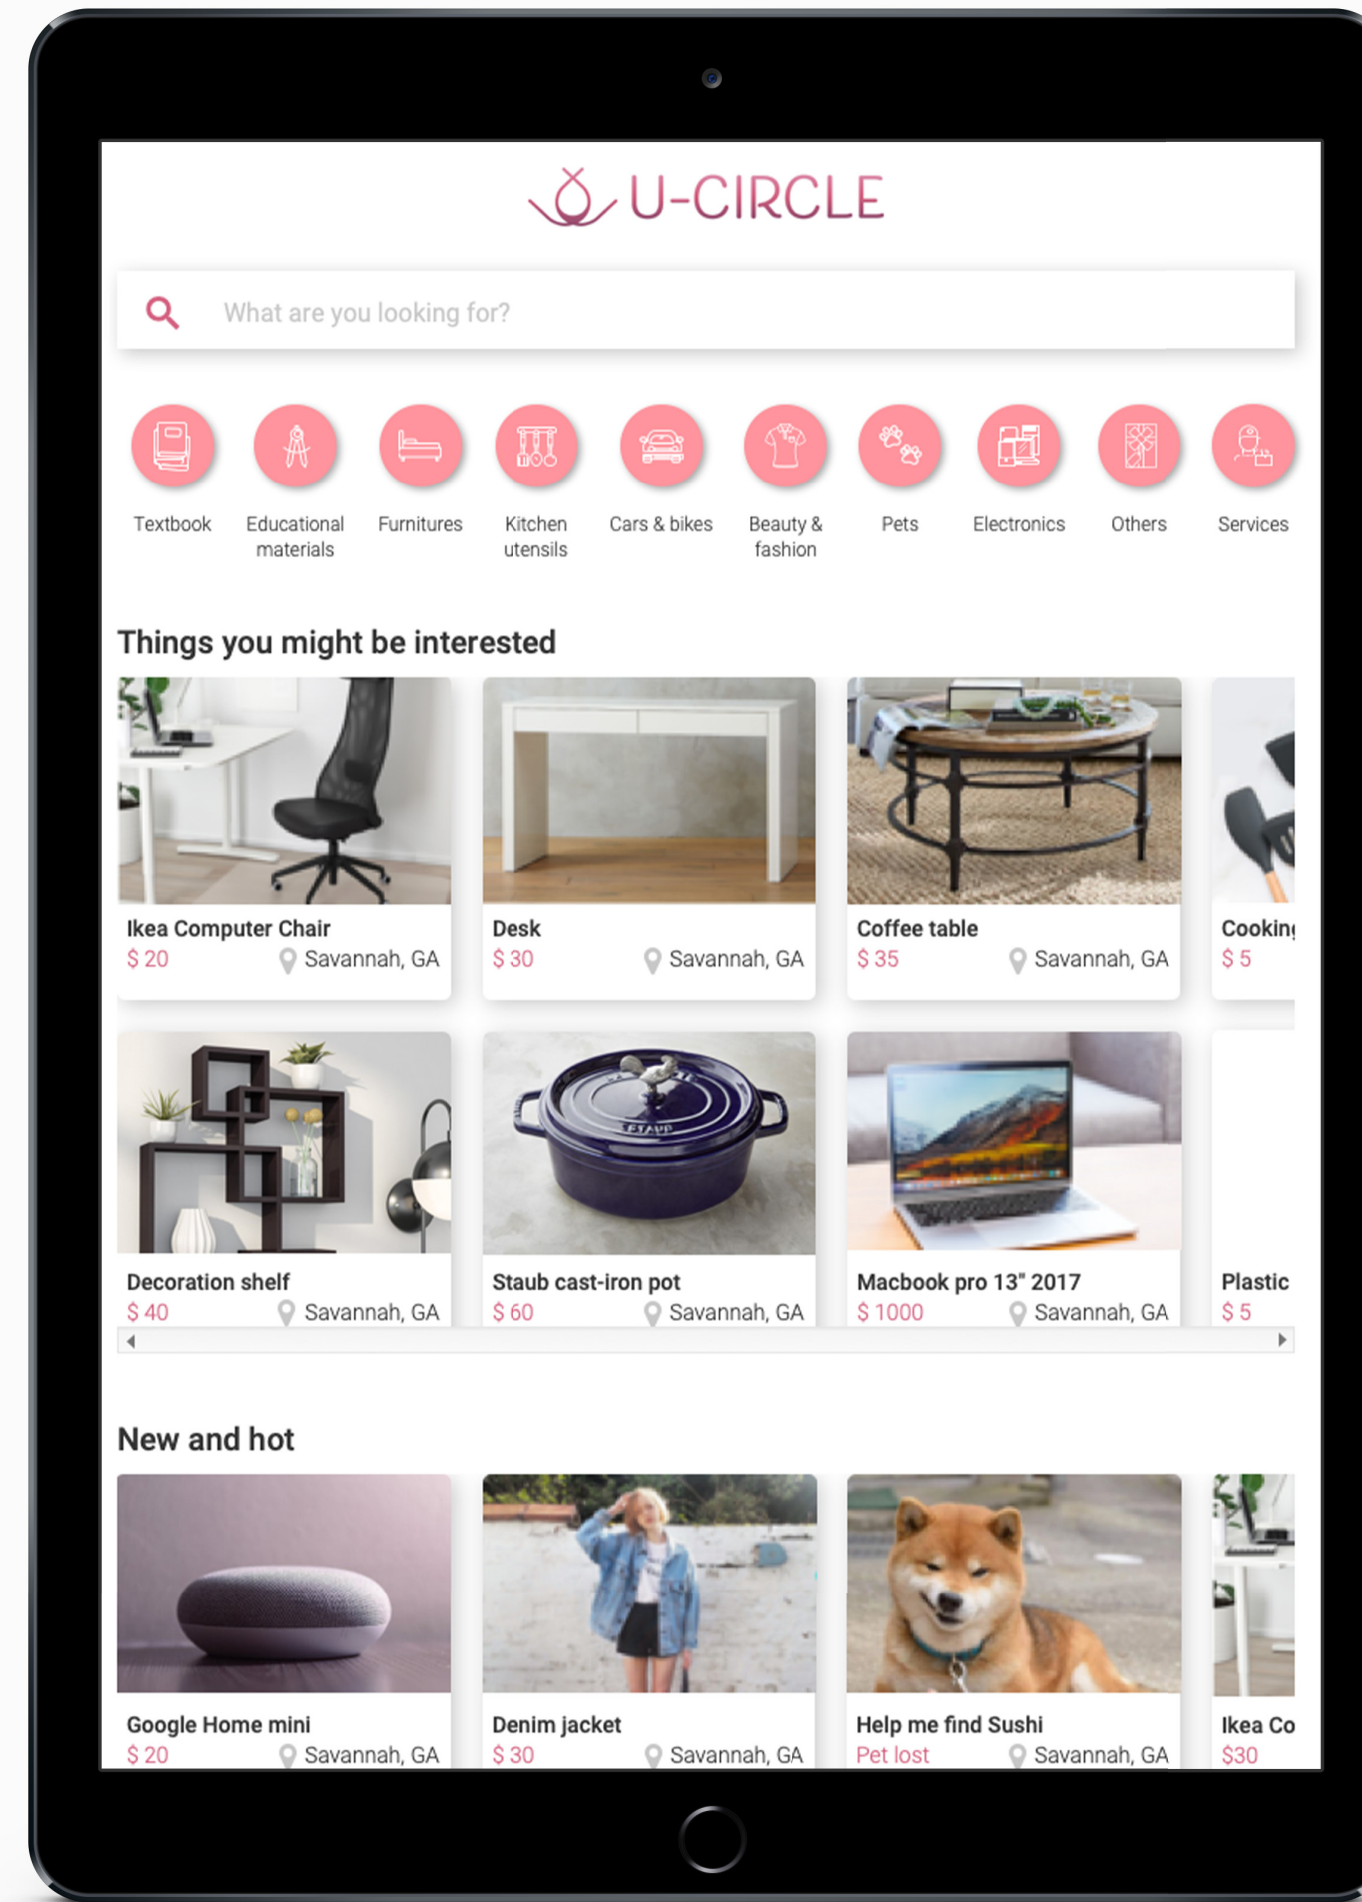 U-CIRCLE
What are you looking for?
Textbook
Educational
materials
Furnitures
Kitchen
utensils
Cars & bikes
Beauty &
fashion
Pets
Electronics
Others
Services
Things you might be interested
Ikea Computer Chair
$ 20 Savannah, GA
Desk
$ 30 Savannah, GA
Coffee table
$ 35 Savannah, GA
Cooking
$ 5
STAUB
Decoration shelf
$ 40 Savannah, GA
Staub cast-iron pot
$ 60 Savannah, GA
Macbook pro 13" 2017
$ 1000 Savannah, GA
Plastic
$ 5
New and hot
Google Home mini
$ 20 Savannah, GA
Denim jacket
$ 30 Savannah, GA
Help me find Sushi
Pet lost Savannah, GA
Ikea Co
$30